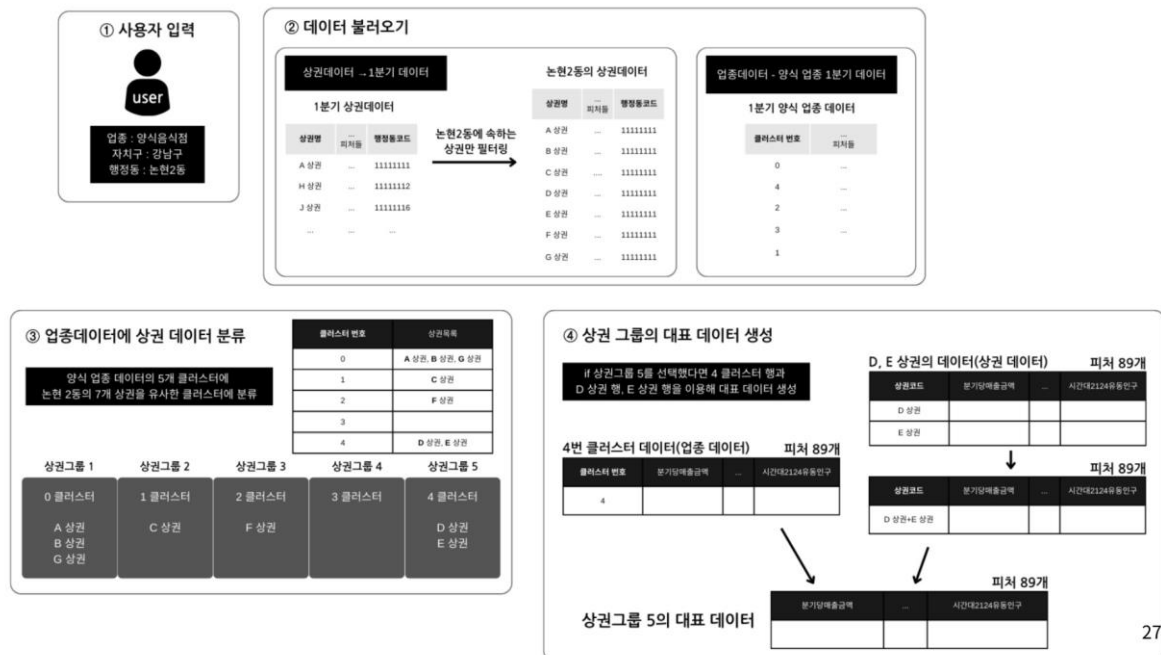 ① 사용자 입력
user
업종 : 양식음식점
자치구 : 강남구
행정동 : 논현2동
② 데이터 불러오기
상권데이터 → 1분기 데이터
1분기 상권데이터
상권명 ... 피처들 행정동코드
A 상권 ... 11111111
H 상권 ... 11111112
J 상권 ... 11111116
... ... ...
논현2동에 속하는
상권만 필터링
논현2동의 상권데이터
상권명 ... 피처들 행정동코드
A 상권 ... 11111111
B 상권 ... 11111111
C 상권 .... 11111111
D 상권 ... 11111111
E 상권 ... 11111111
F 상권 ... 11111111
G 상권 ... 11111111
업종데이터 - 양식 업종 1분기 데이터
1분기 양식 업종 데이터
클러스터 번호 ... 피처들
0 ...
4 ...
2 ...
3 ...
1
③ 업종데이터에 상권 데이터 분류
양식 업종 데이터의 5개 클러스터에
논현 2동의 7개 상권을 유사한 클러스터에 분류
클러스터 번호 상권목록
0 A 상권, B 상권, G 상권
1 C 상권
2 F 상권
3
4 D 상권, E 상권
상권그룹 1 상권그룹 2 상권그룹 3 상권그룹 4 상권그룹 5
0 클러스터 1 클러스터 2 클러스터 3 클러스터 4 클러스터
A 상권 C 상권 F 상권 D 상권
B 상권 E 상권
G 상권
④ 상권 그룹의 대표 데이터 생성
if 상권그룹 5를 선택했다면 4 클러스터 행과
D 상권 행, E 상권 행을 이용해 대표 데이터 생성
D, E 상권의 데이터(상권 데이터) 피처 89개
상권코드 분기당매출금액 ... 시간대2124유동인구
D 상권
E 상권
4번 클러스터 데이터(업종 데이터) 피처 89개
클러스터 번호 분기당매출금액 ... 시간대2124유동인구
4
피처 89개
상권코드 분기당매출금액 ... 시간대2124유동인구
D 상권+E 상권
피처 89개
상권그룹 5의 대표 데이터
분기당매출금액 ... 시간대2124유동인구
27